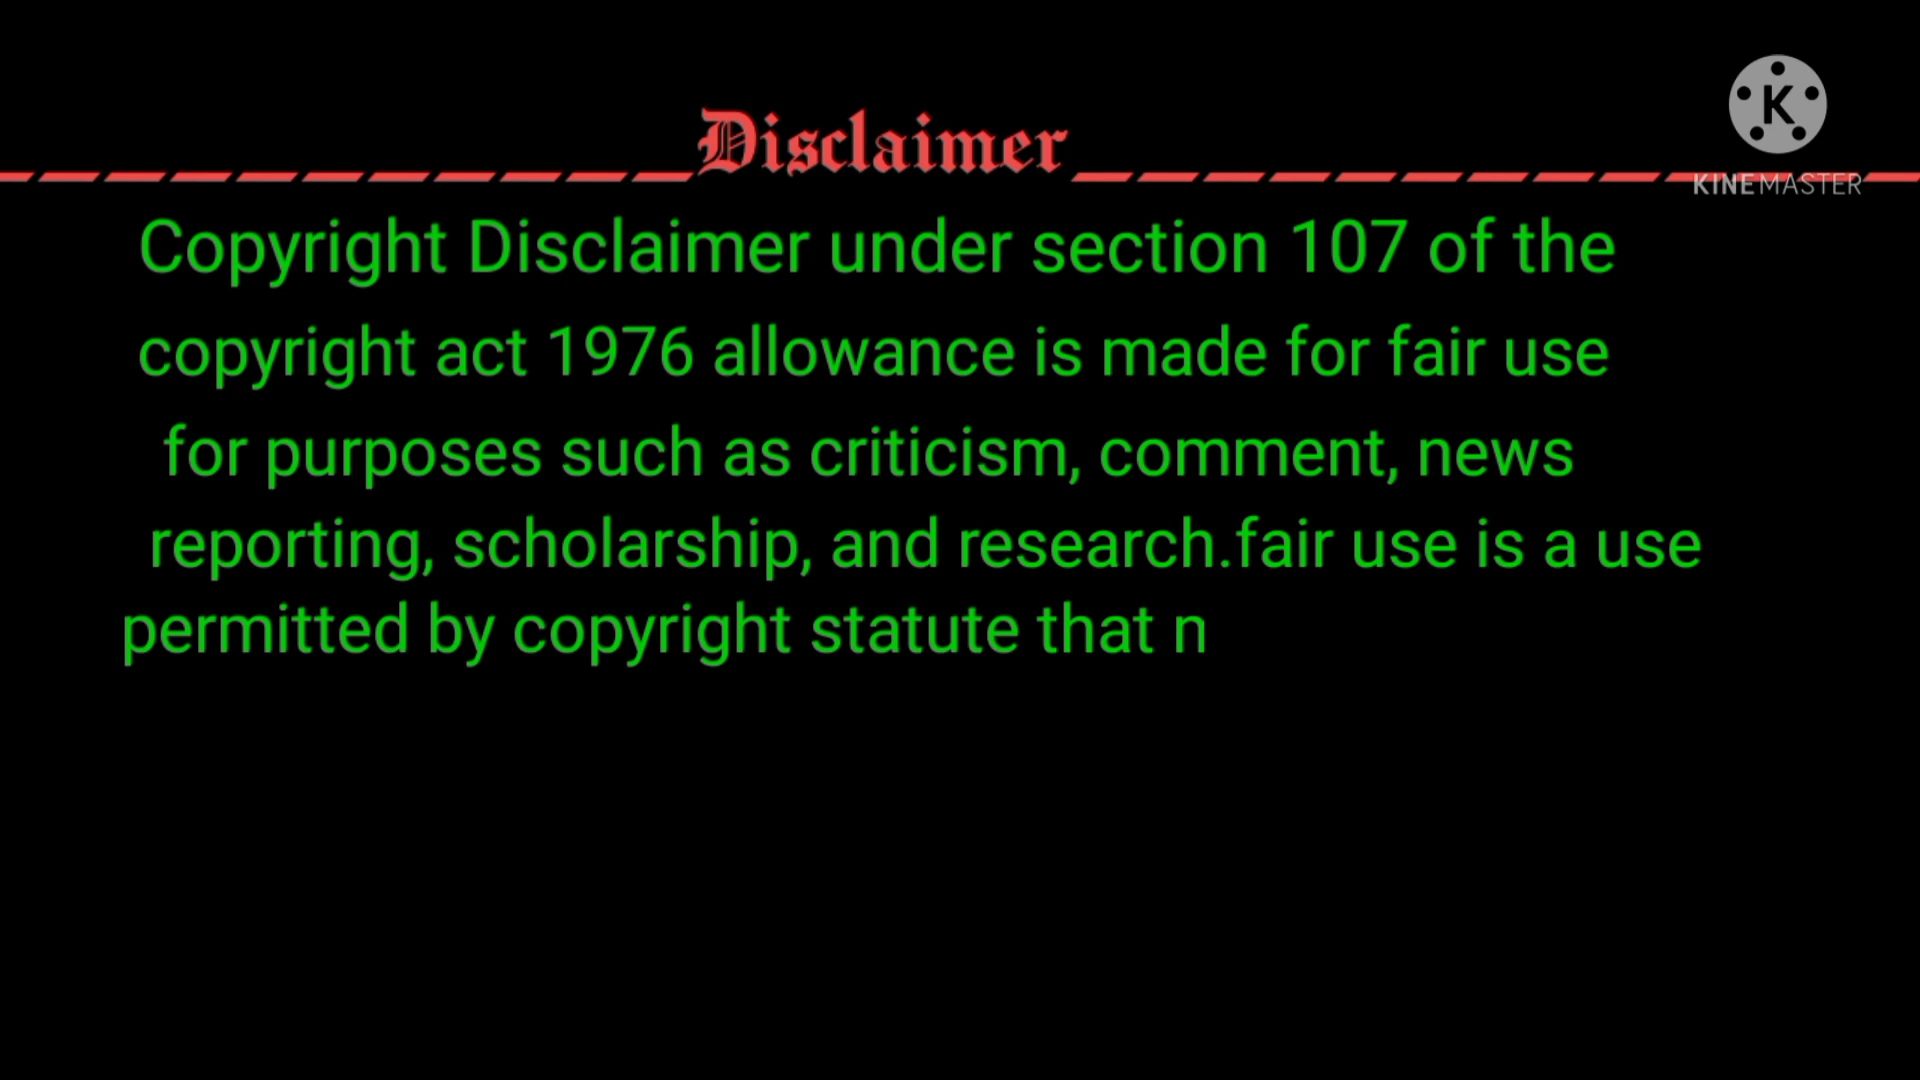 Disclaimer
K
KINEMASTER
Copyright Disclaimer under section 107 of the
copyright act 1976 allowance is made for fair use
for purposes such as criticism, comment, news
reporting, scholarship, and research.fair use is a use
permitted by copyright statute that n